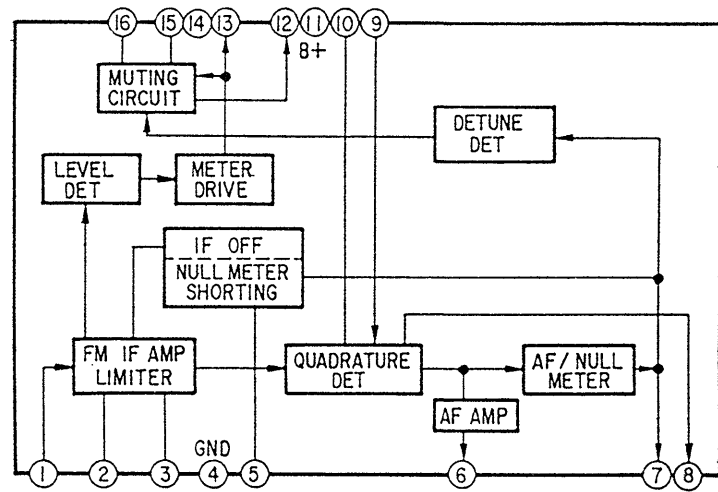 16 15 14 13 12 11 10 9
B+
MUTING
CIRCUIT
DETUNE
DET
LEVEL
DET
METER
DRIVE
IF OFF
NULL METER
SHORTING
FM IF AMP
LIMITER
QUADRATURE
DET
AF/NULL
METER
AF AMP
GND
1 2 3 4 5 6 7 8